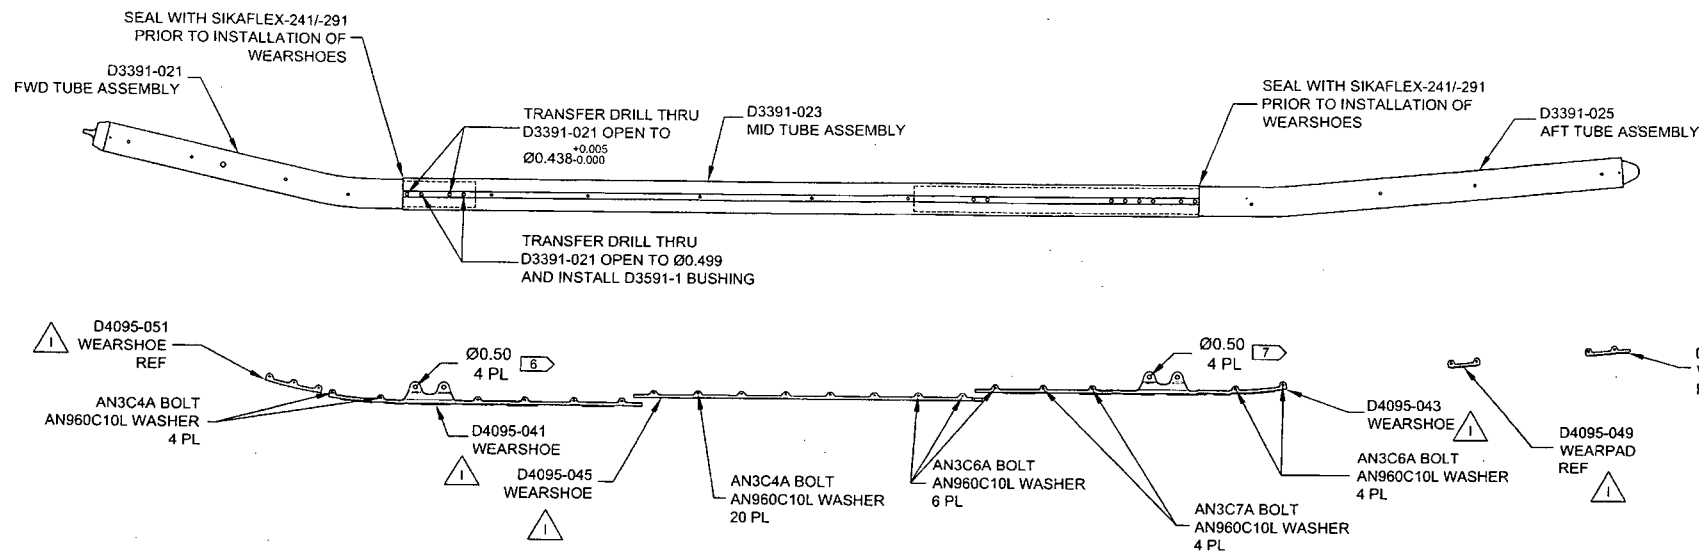 SEAL WITH SIKAFLEX-241/-291
PRIOR TO INSTALLATION OF
WEARSHOES
D3391-021
FWD TUBE ASSEMBLY
TRANSFER DRILL THRU
D3391-021 OPEN TO
Ø0.438 +0.005 -0.000
D3391-023
MID TUBE ASSEMBLY
SEAL WITH SIKAFLEX-241/-291
PRIOR TO INSTALLATION OF
WEARSHOES
D3391-025
AFT TUBE ASSEMBLY
TRANSFER DRILL THRU
D3391-021 OPEN TO Ø0.499
AND INSTALL D3591-1 BUSHING
1
D4095-051
WEARSHOE
REF
Ø0.50
4 PL
6
Ø0.50
4 PL
7
AN3C4A BOLT
AN960C10L WASHER
4 PL
D4095-041
WEARSHOE
1
D4095-045
WEARSHOE
1
AN3C4A BOLT
AN960C10L WASHER
20 PL
AN3C6A BOLT
AN960C10L WASHER
6 PL
AN3C7A BOLT
AN960C10L WASHER
4 PL
D4095-043
WEARSHOE
1
AN3C6A BOLT
AN960C10L WASHER
4 PL
D4095-049
WEARPAD
REF
1